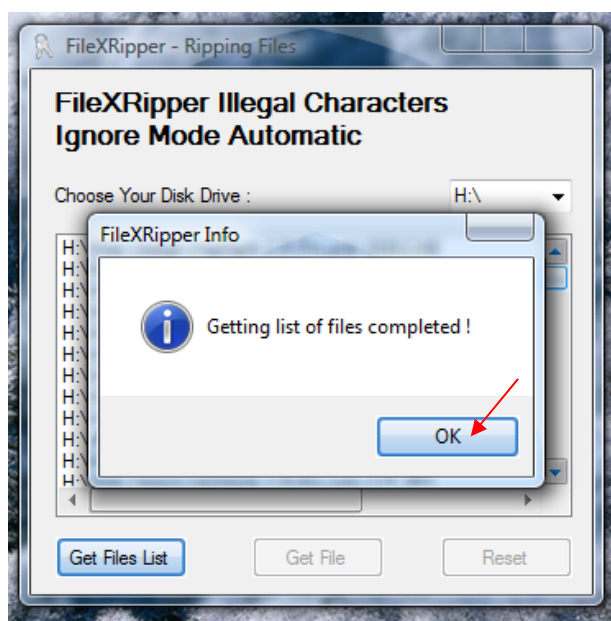 FileXRipper - Ripping Files
FileXRipper Illegal Characters
Ignore Mode Automatic
Choose Your Disk Drive :
H:\
FileXRipper Info
H:\
H:\
H:\
H:\
H:\
H:\
H:\
H:\
H:\
H:\
H:\
H:\
Getting list of files completed !
OK
Get Files List
Get File
Reset